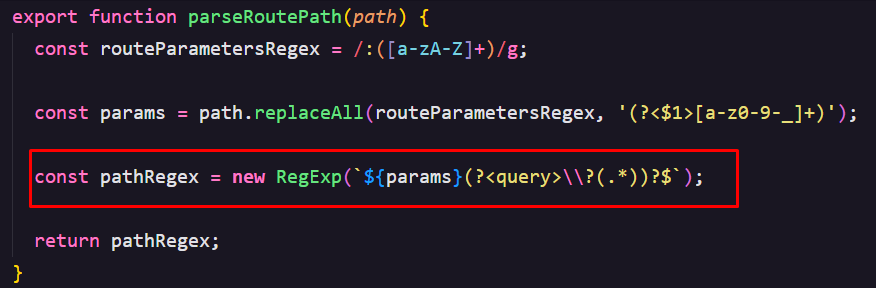 export function parseRoutePath(path) {
const routeParametersRegex = /:([a-zA-Z]+)/g;
const params = path.replaceAll(routeParametersRegex, '(?<$1>[a-z0-9-_]+)');
const pathRegex = new RegExp(`${params}(?<query>\\?(.*))?$`);
return pathRegex;
}